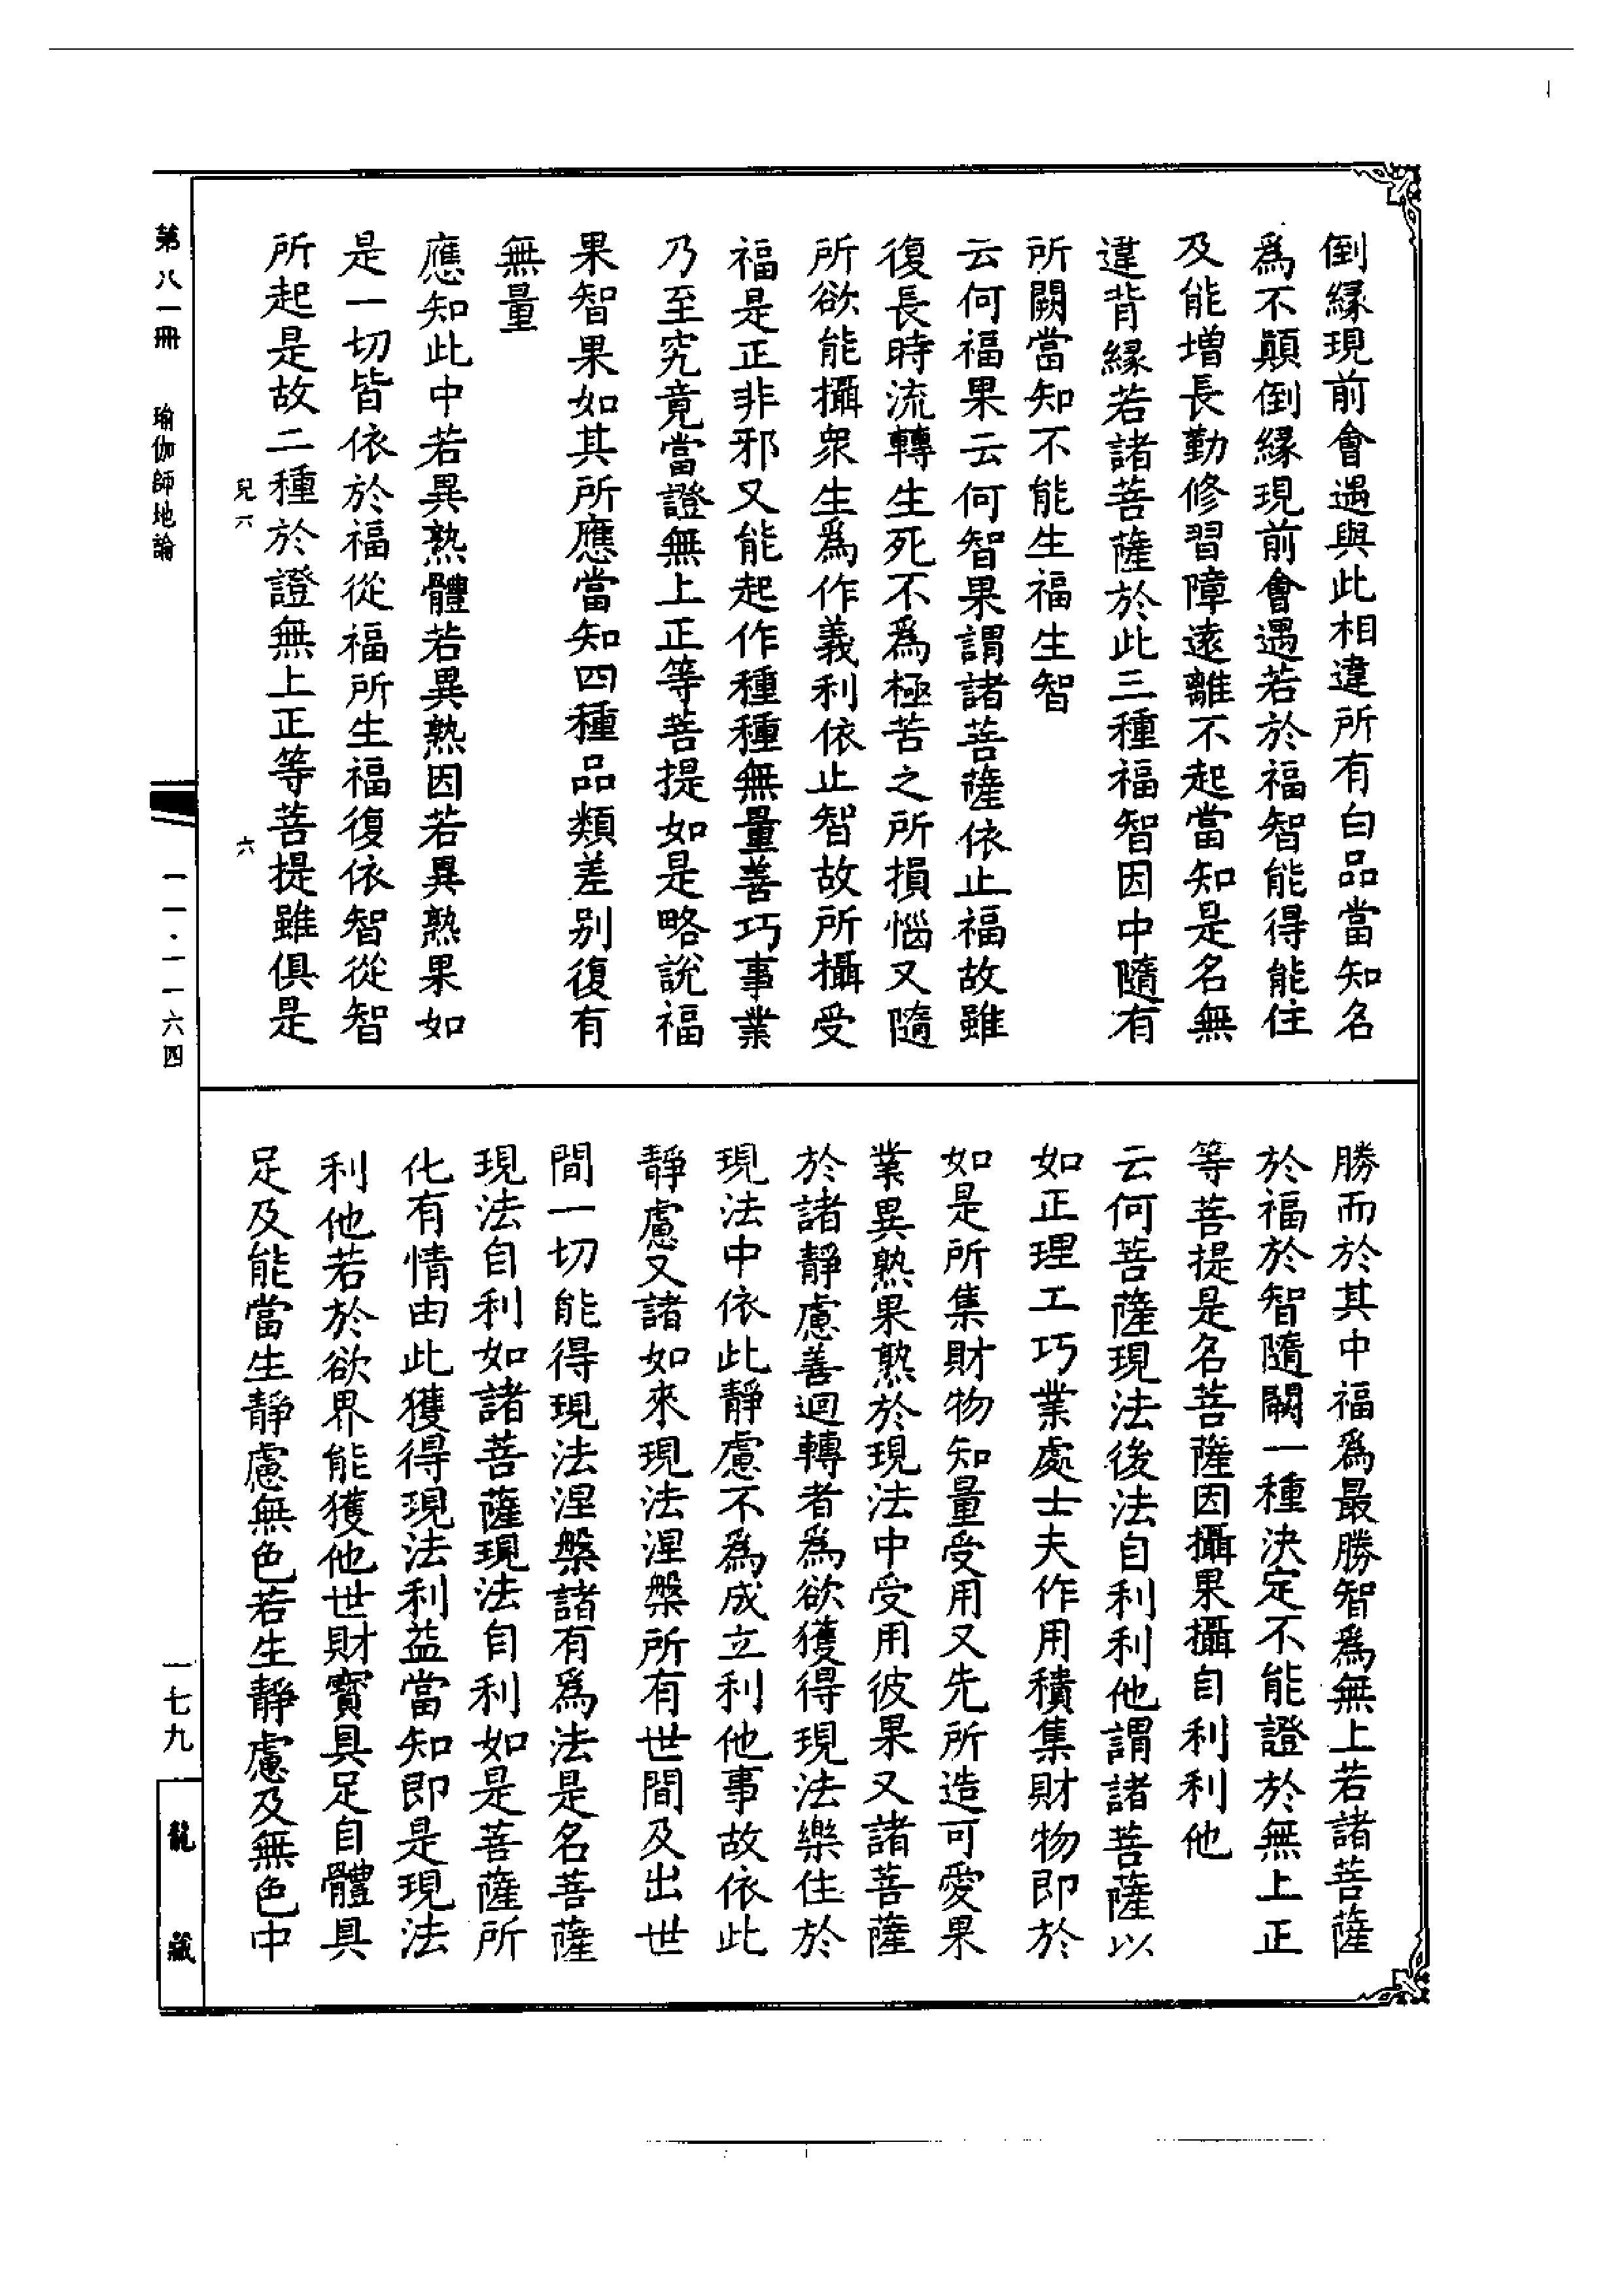 倒緣現前會遇與此相違所有白品當知名
爲不顚倒緣現前會遇若於福智能得能住
及能增長勤修習障遠離不起當知是名無
違背緣若諸菩薩於此三種福智因中隨有
所闕當知不能生福生智
云何福果云何智果謂諸菩薩依止福故雖
復長時流轉生死不爲極苦之所損惱又隨
所欲能攝衆生爲作義利依止智故所攝受
福是正非邪又能起作種種無量善巧事業
乃至究竟當證無上正等菩提如是略說福
果智果如其所應當知四種品類差别復有
無量
應知此中若異熟體若異熟因若異熟果如
是一切皆依於福從福所生福復依智從智
所起是故二種於證無上正等菩提雖俱是
勝而於其中福爲最勝智爲無上若諸菩薩
於福於智隨闕一種決定不能證於無上正
等菩提是名菩薩因攝果攝自利利他
云何菩薩現法後法自利利他謂諸菩薩以
如正理工巧業處士夫作用積集財物即於
如是所集財物知量受用又先所造可愛果
業異熟果熟於現法中受用彼果又諸菩薩
於諸靜慮善迴轉者爲欲獲得現法樂住於
現法中依此靜慮不爲成立利他事故依此
靜慮又諸如來現法涅槃所有世間及出世
間一切能得現法涅槃諸有爲法是名菩薩
現法自利如諸菩薩現法自利如是菩薩所
化有情由此獲得現法利益當知即是現法
利他若於欲界能獲他世財寶具足自體具
足及能當生靜慮無色若生靜慮及無色中
兒六
六
第八一冊 瑜伽師地論
一一·一一六四
一七九
龍藏